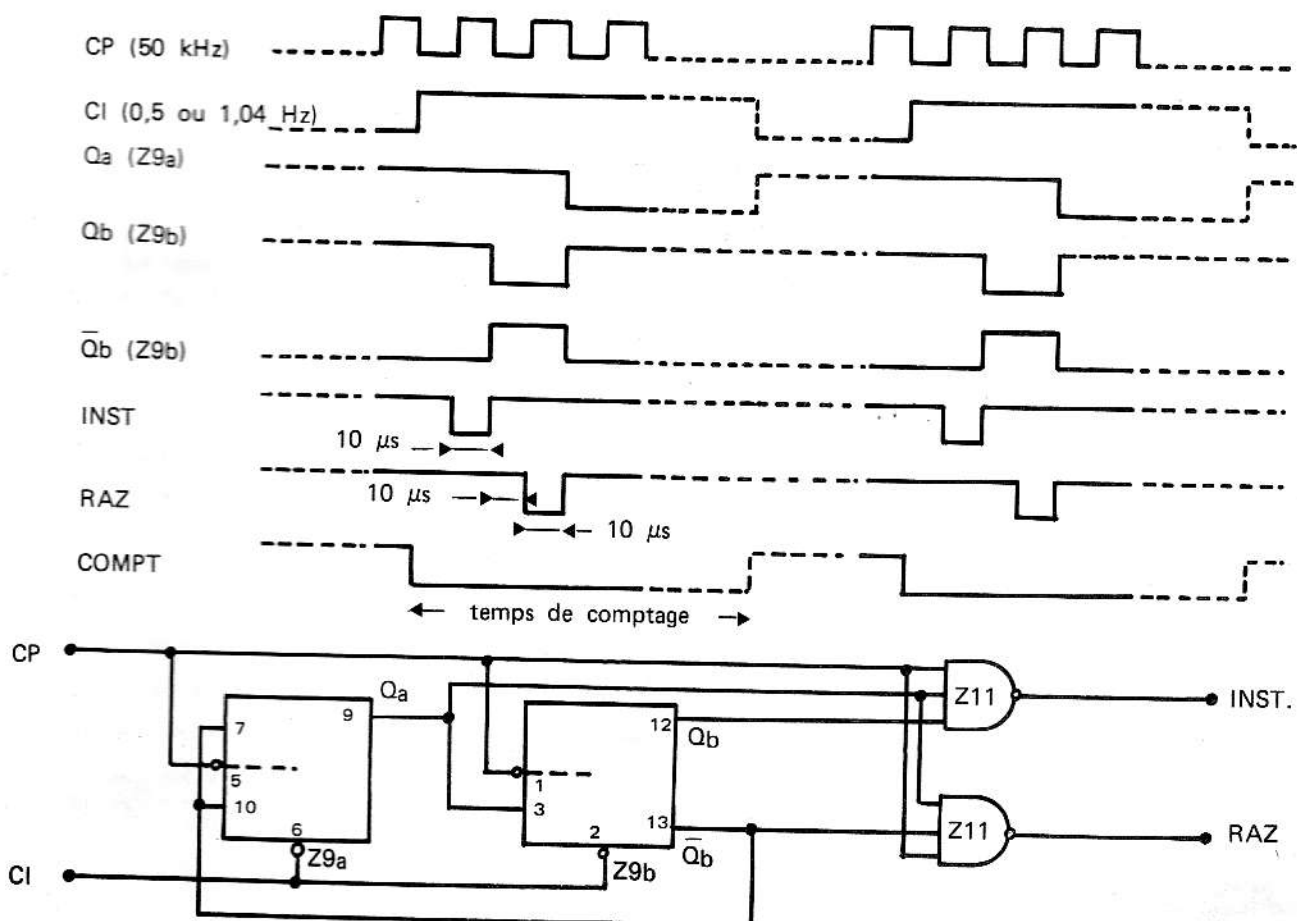 CP (50 kHz)
CI (0,5 ou 1,04 Hz)
Qa (Z9a)
Qb (Z9b)
Q̅b (Z9b)
INST
10 µs
RAZ
10 µs
10 µs
COMPT
temps de comptage
CP
Qa
7
9
5
10
6
Z9a
12
Qb
1
3
13
2
Q̅b
Z9b
Z11
INST.
Z11
RAZ
CI